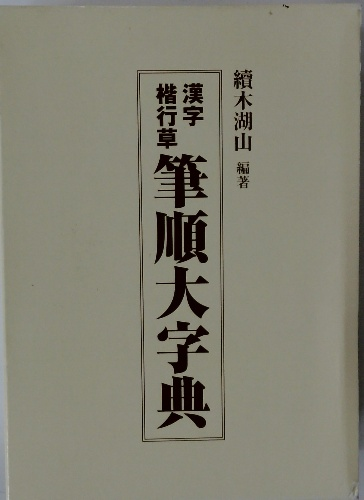 續木湖山 編著
漢字
楷行草
筆順大字典